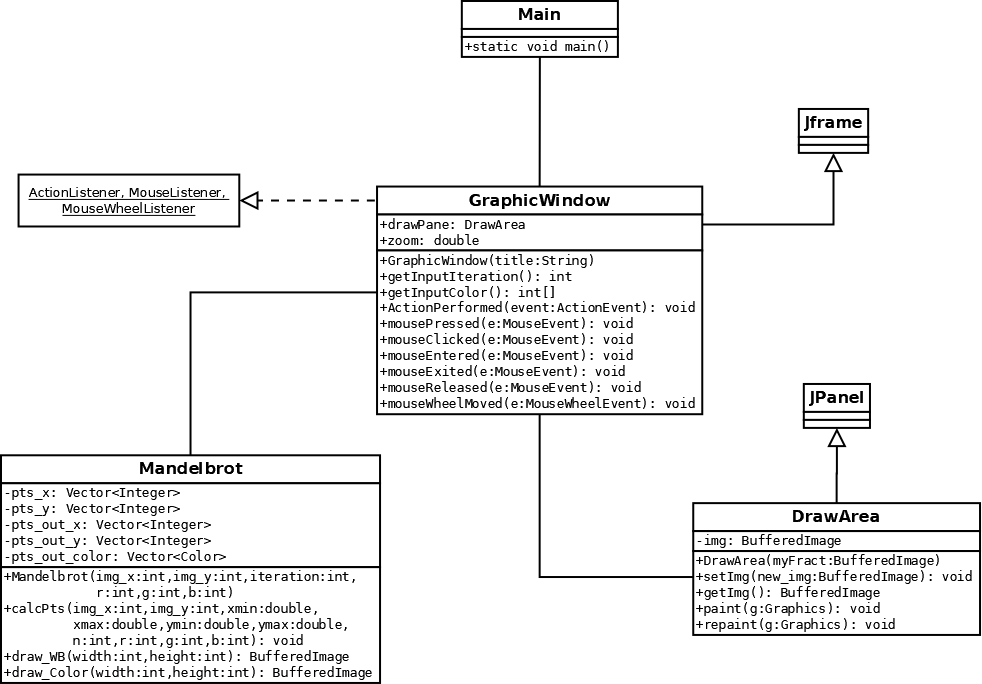 Main
+static void main()
Jframe
ActionListener, MouseListener,
MouseWheelListener
GraphicWindow
+drawPane: DrawArea
+zoom: double
+GraphicWindow(title:String)
+getInputIteration(): int
+getInputColor(): int[]
+ActionPerformed(event:ActionEvent): void
+mousePressed(e:MouseEvent): void
+mouseClicked(e:MouseEvent): void
+mouseEntered(e:MouseEvent): void
+mouseExited(e:MouseEvent): void
+mouseReleased(e:MouseEvent): void
+mouseWheelMoved(e:MouseWheelEvent): void
JPanel
Mandelbrot
-pts_x: Vector<Integer>
-pts_y: Vector<Integer>
-pts_out_x: Vector<Integer>
-pts_out_y: Vector<Integer>
-pts_out_color: Vector<Color>
+Mandelbrot(img_x:int,img_y:int,iteration:int,
r:int,g:int,b:int)
+calcPts(img_x:int,img_y:int,xmin:double,
xmax:double,ymin:double,ymax:double,
n:int,r:int,g:int,b:int): void
+draw_WB(width:int,height:int): BufferedImage
+draw_Color(width:int,height:int): BufferedImage
DrawArea
-img: BufferedImage
+DrawArea(myFract:BufferedImage)
+setImg(new_img:BufferedImage): void
+getImg(): BufferedImage
+paint(g:Graphics): void
+repaint(g:Graphics): void